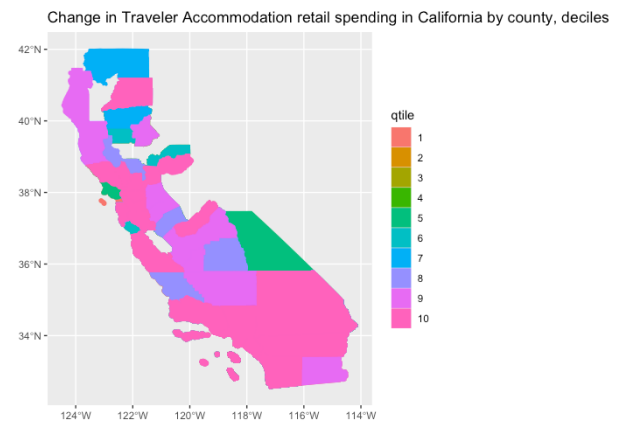 Change in Traveler Accommodation retail spending in California by county, deciles
42°N
40°N
38°N
36°N
34°N
124°W 122°W 120°W 118°W 116°W 114°W
qtile
1
2
3
4
5
6
7
8
9
10